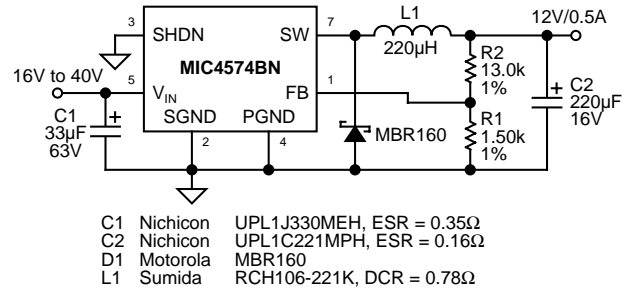 L1
220µH
12V/0.5A
3
SHDN
SW
7
MIC4574BN
16V to 40V
5
VIN
FB
1
SGND
PGND
2
4
C1
33µF
63V
MBR160
R2
13.0k
1%
R1
1.50k
1%
C2
220µF
16V
C1 Nichicon UPL1J330MEH, ESR = 0.35Ω
C2 Nichicon UPL1C221MPH, ESR = 0.16Ω
D1 Motorola MBR160
L1 Sumida RCH106-221K, DCR = 0.78Ω